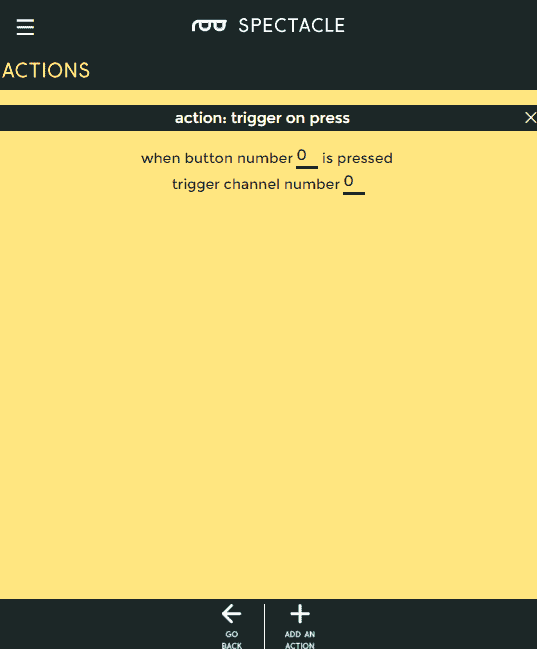 SPECTACLE
ACTIONS
action: trigger on press
when button number 0 is pressed
trigger channel number 0
GO
BACK
ADD AN
ACTION